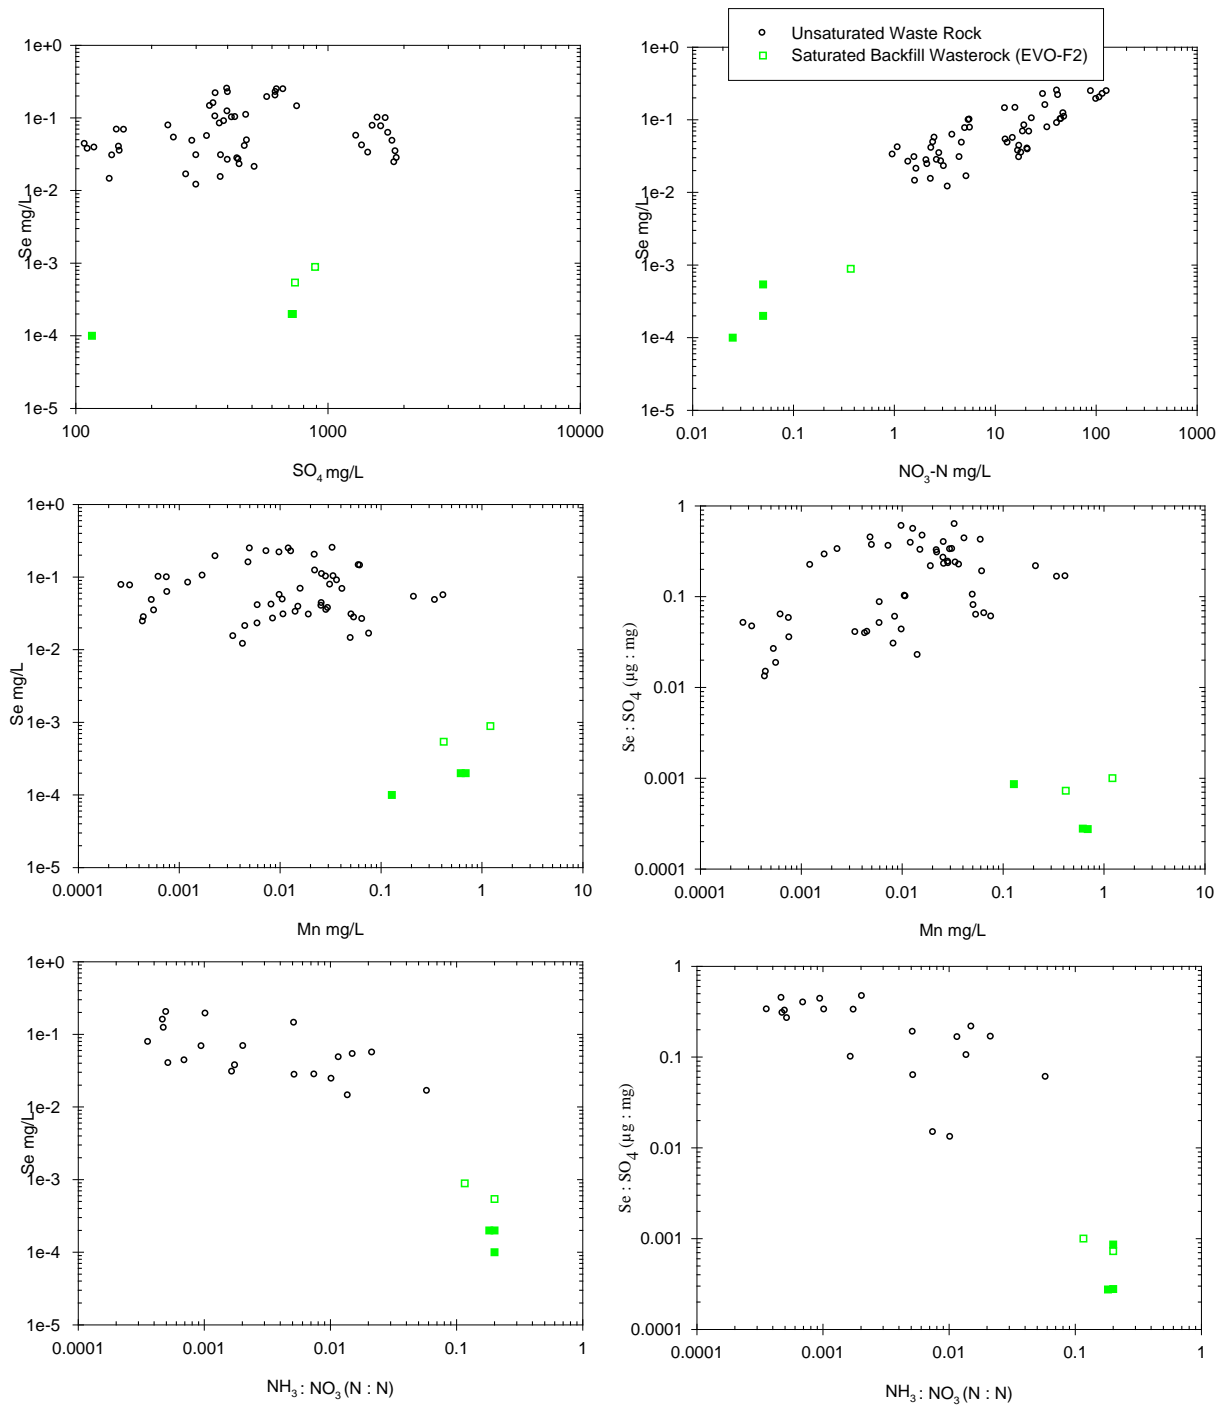 Unsaturated Waste Rock
Saturated Backfill Wasterock (EVO-F2)
1e+0
1e-1
1e-2
1e-3
1e-4
1e-5
Se mg/L
100 1000 10000
SO4 mg/L
1e+0
1e-1
1e-2
1e-3
1e-4
1e-5
Se mg/L
0.01 0.1 1 10 100 1000
NO3-N mg/L
1e+0
1e-1
1e-2
1e-3
1e-4
1e-5
Se mg/L
0.0001 0.001 0.01 0.1 1 10
Mn mg/L
1
0.1
0.01
0.001
0.0001
Se : SO4 (µg : mg)
0.0001 0.001 0.01 0.1 1 10
Mn mg/L
1e+0
1e-1
1e-2
1e-3
1e-4
1e-5
Se mg/L
0.0001 0.001 0.01 0.1 1
NH3 : NO3 (N : N)
1
0.1
0.01
0.001
0.0001
Se : SO4 (µg : mg)
0.0001 0.001 0.01 0.1 1
NH3 : NO3 (N : N)